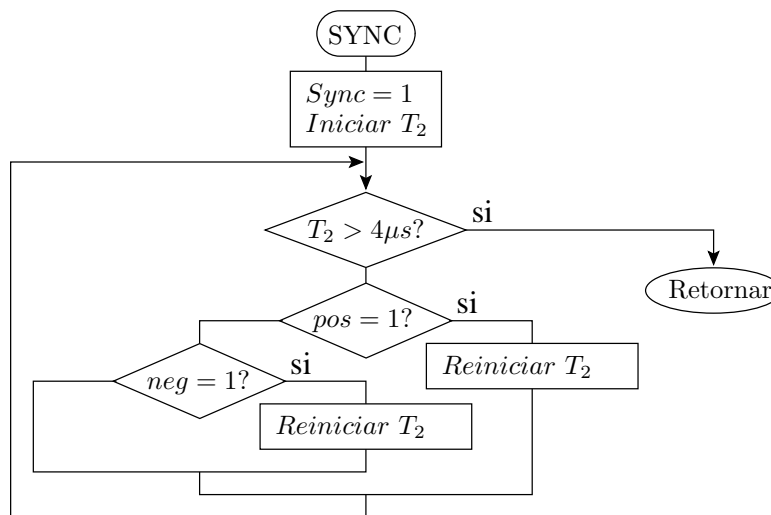 SYNC
Sync = 1
Iniciar T₂
T₂ > 4μs?
si
Retornar
pos = 1?
si
Reiniciar T₂
neg = 1?
si
Reiniciar T₂